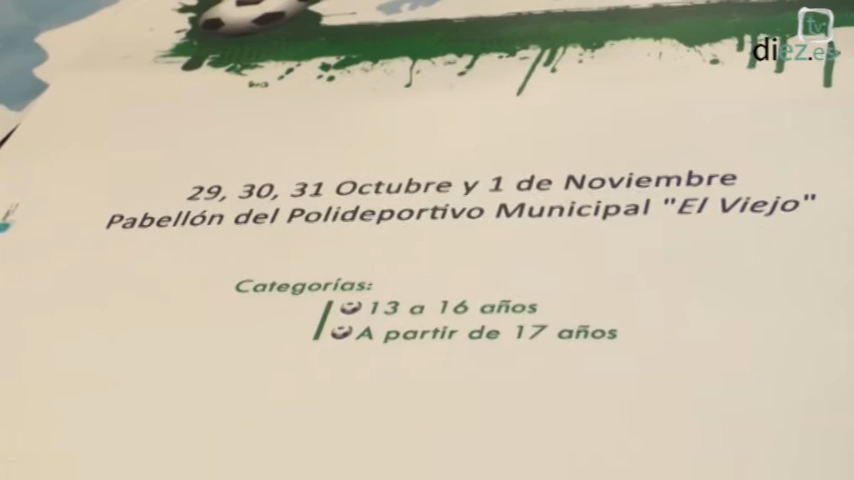 tv
diez.es
29, 30, 31 Octubre y 1 de Noviembre
Pabellón del Polideportivo Municipal "El Viejo"
Categorías:
13 a 16 años
A partir de 17 años